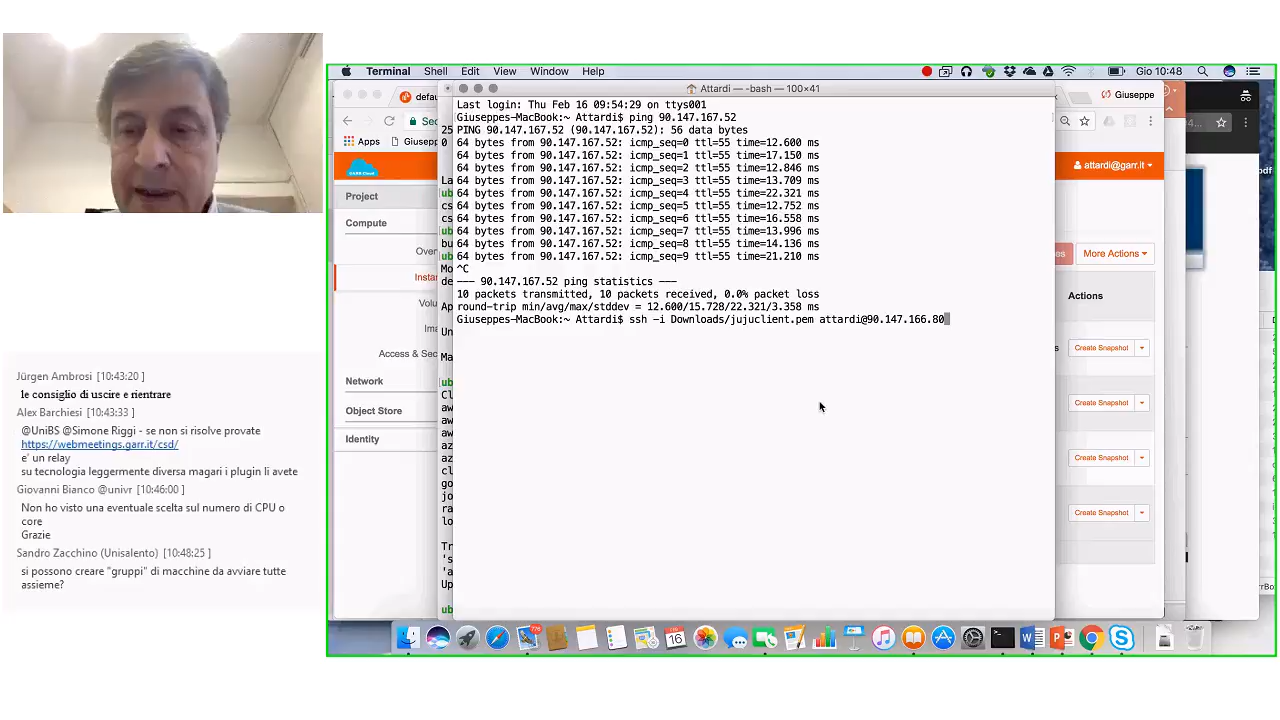 Terminal Shell Edit View Window Help
Gio 10:48
Attardi — -bash — 100×41
defau
Giuseppe
Sec
Apps
Giusepp
pdf
GARR Cloud
attardi@garr.it
Project
Compute
Over
Instan
Volu
Ima
Access & Sec
Network
Object Store
Identity
More Actions
Actions
Create Snapshot
Create Snapshot
Create Snapshot
Create Snapshot
Last login: Thu Feb 16 09:54:29 on ttys001
Giuseppes-MacBook:~ Attardi$ ping 90.147.167.52
PING 90.147.167.52 (90.147.167.52): 56 data bytes
64 bytes from 90.147.167.52: icmp_seq=0 ttl=55 time=12.600 ms
64 bytes from 90.147.167.52: icmp_seq=1 ttl=55 time=17.150 ms
64 bytes from 90.147.167.52: icmp_seq=2 ttl=55 time=12.846 ms
64 bytes from 90.147.167.52: icmp_seq=3 ttl=55 time=13.709 ms
64 bytes from 90.147.167.52: icmp_seq=4 ttl=55 time=22.321 ms
64 bytes from 90.147.167.52: icmp_seq=5 ttl=55 time=12.752 ms
64 bytes from 90.147.167.52: icmp_seq=6 ttl=55 time=16.558 ms
64 bytes from 90.147.167.52: icmp_seq=7 ttl=55 time=13.996 ms
64 bytes from 90.147.167.52: icmp_seq=8 ttl=55 time=14.136 ms
64 bytes from 90.147.167.52: icmp_seq=9 ttl=55 time=21.210 ms
^C
--- 90.147.167.52 ping statistics ---
10 packets transmitted, 10 packets received, 0.0% packet loss
round-trip min/avg/max/stddev = 12.600/15.728/22.321/3.358 ms
Giuseppes-MacBook:~ Attardi$ ssh -i Downloads/jujuclient.pem attardi@90.147.166.80
Jürgen Ambrosi [10:43:20 ]
le consiglio di uscire e rientrare
Alex Barchiesi [10:43:33 ]
@UniBS @Simone Riggi - se non si risolve provate
https://webmeetings.garr.it/csd/
e' un relay
su tecnologia leggermente diversa magari i plugin li avete
Giovanni Bianco @univr [10:46:00 ]
Non ho visto una eventuale scelta sul numero di CPU o
core
Grazie
Sandro Zacchino (Unisalento) [10:48:25 ]
si possono creare "gruppi" di macchine da avviare tutte
assieme?